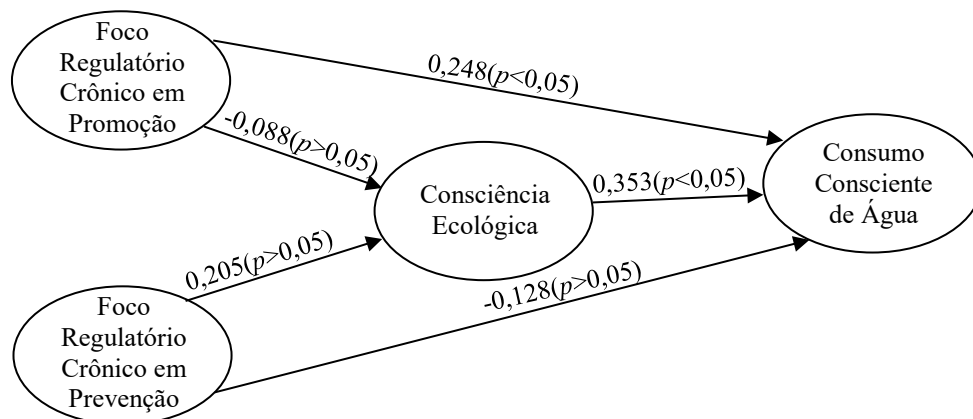 Foco
Regulatório
Crônico em
Promoção
0,248(p<0,05)
-0,088(p>0,05)
Consciência
Ecológica
0,353(p<0,05)
Consumo
Consciente
de Água
0,205(p>0,05)
-0,128(p>0,05)
Foco
Regulatório
Crônico em
Prevenção